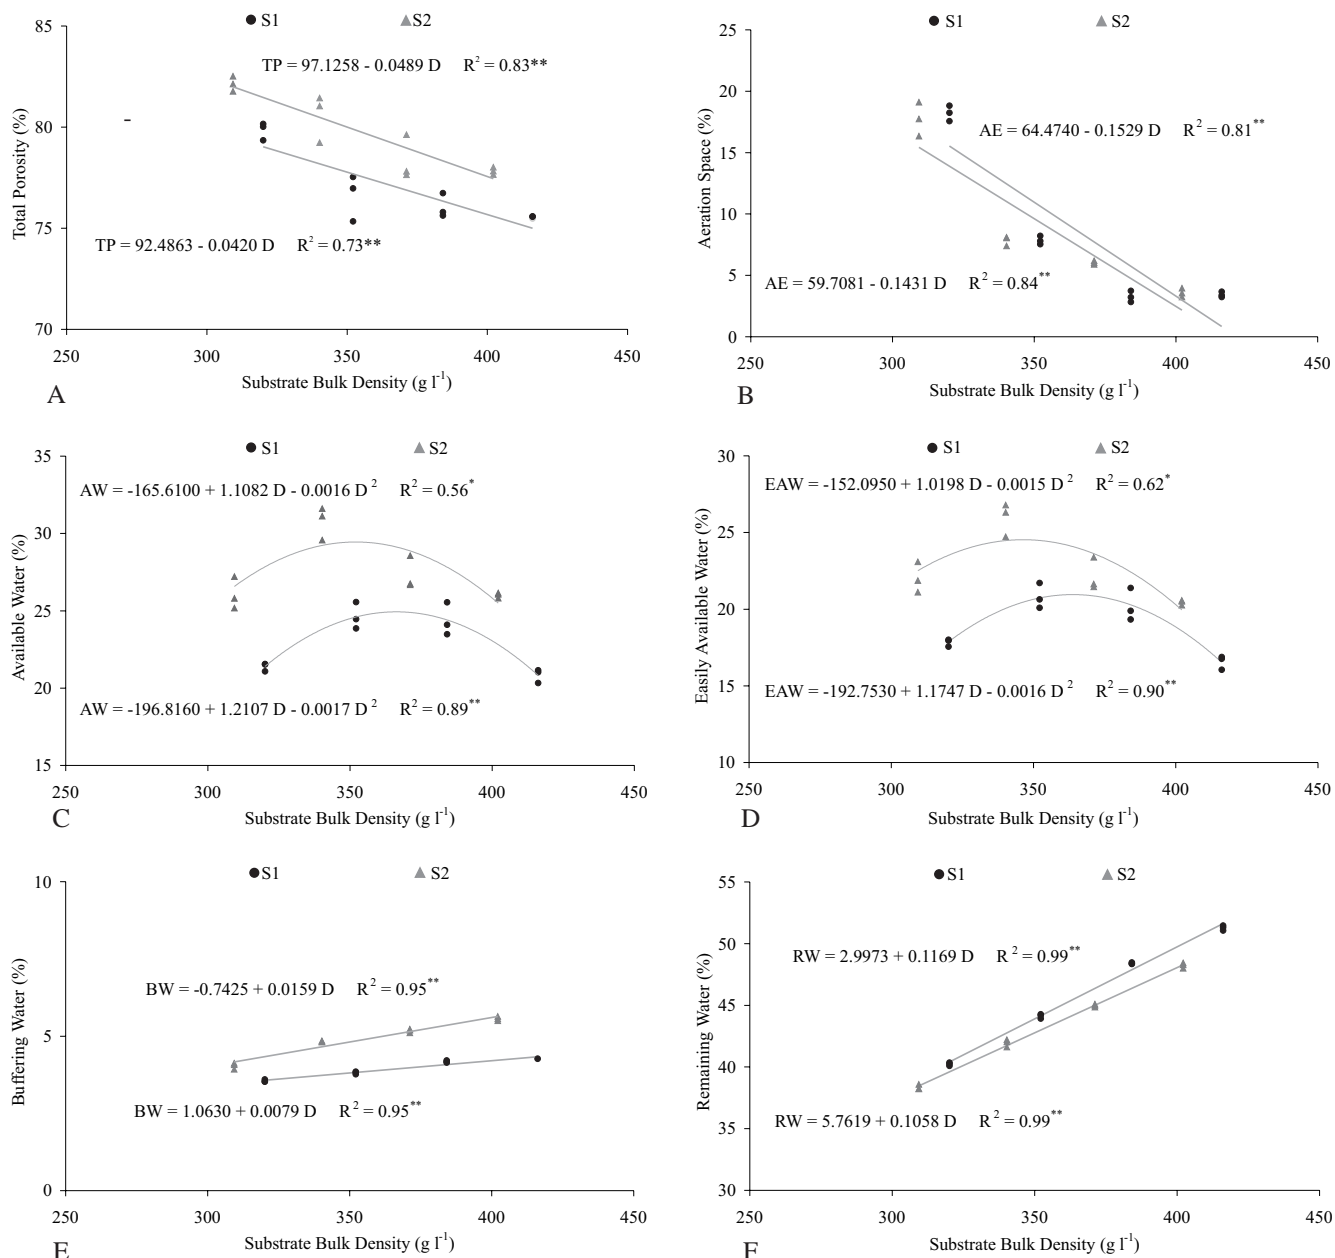 S1 S2
85
80
75
70
250 300 350 400 450
Total Porosity (%)
TP = 97.1258 - 0.0489 D R² = 0.83**
TP = 92.4863 - 0.0420 D R² = 0.73**
Substrate Bulk Density (g l⁻¹)
A
S1 S2
25
20
15
10
5
0
250 300 350 400 450
Aeration Space (%)
AE = 64.4740 - 0.1529 D R² = 0.81**
AE = 59.7081 - 0.1431 D R² = 0.84**
Substrate Bulk Density (g l⁻¹)
B
S1 S2
35
30
25
20
15
250 300 350 400 450
Available Water (%)
AW = -165.6100 + 1.1082 D - 0.0016 D² R² = 0.56*
AW = -196.8160 + 1.2107 D - 0.0017 D² R² = 0.89**
Substrate Bulk Density (g l⁻¹)
C
S1 S2
30
25
20
15
10
250 300 350 400 450
Easily Available Water (%)
EAW = -152.0950 + 1.0198 D - 0.0015 D² R² = 0.62*
EAW = -192.7530 + 1.1747 D - 0.0016 D² R² = 0.90**
Substrate Bulk Density (g l⁻¹)
D
S1 S2
10
5
0
250 300 350 400 450
Buffering Water (%)
BW = -0.7425 + 0.0159 D R² = 0.95**
BW = 1.0630 + 0.0079 D R² = 0.95**
Substrate Bulk Density (g l⁻¹)
E
S1 S2
55
50
45
40
35
30
250 300 350 400 450
Remaining Water (%)
RW = 2.9973 + 0.1169 D R² = 0.99**
RW = 5.7619 + 0.1058 D R² = 0.99**
Substrate Bulk Density (g l⁻¹)
F